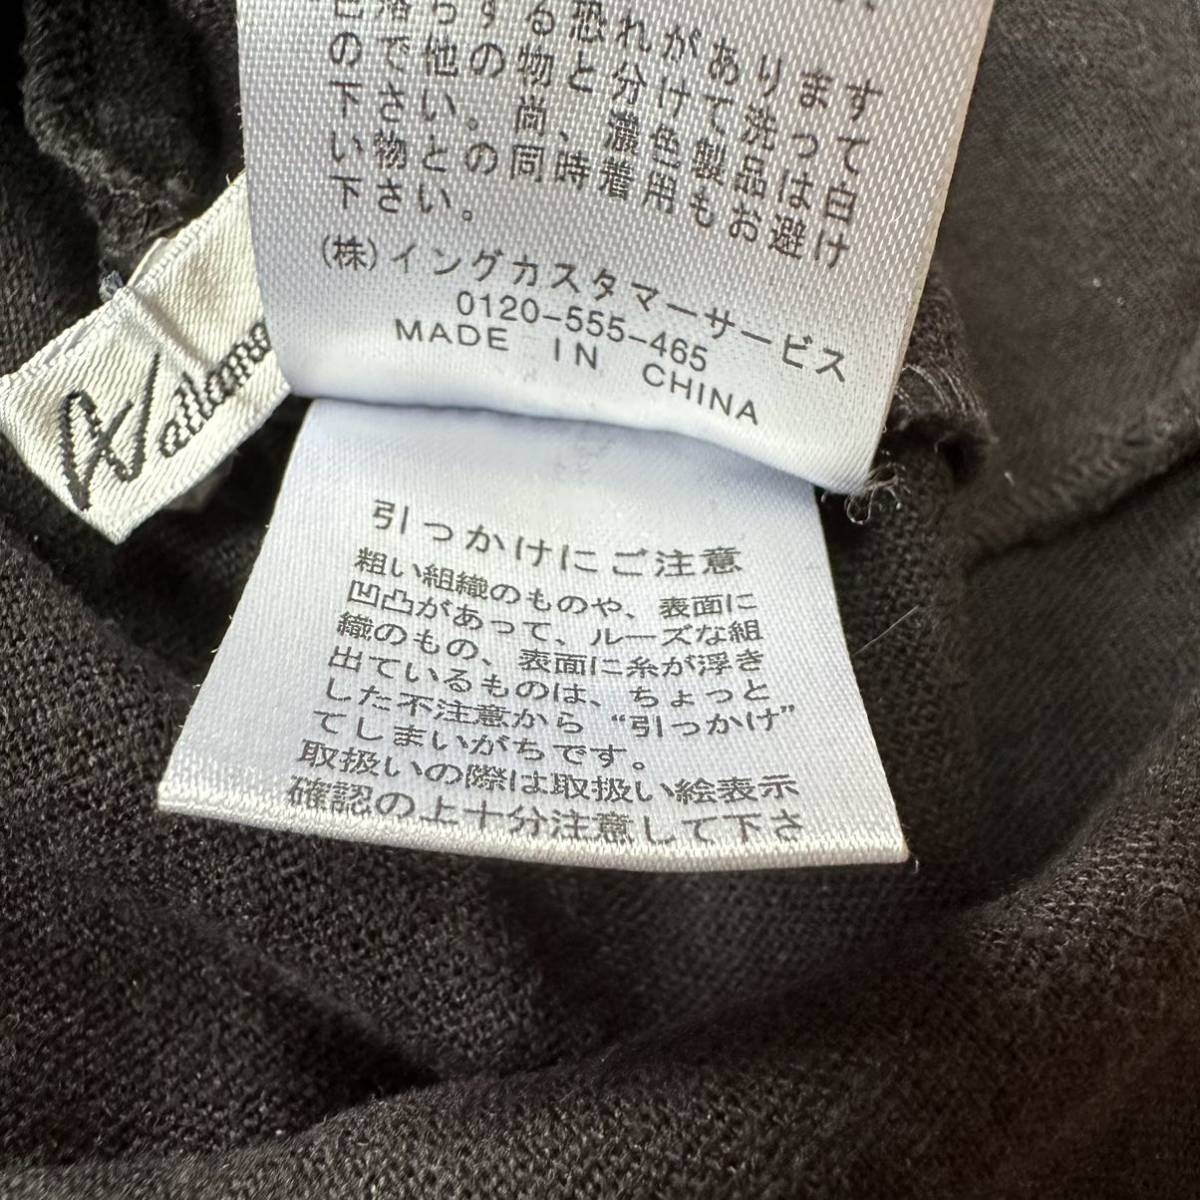 色落ちする恐れがあります
ので他の物と分けて洗って
下さい。尚、濃色製品は白
い物との同時着用もお避け
下さい。
(株)イングカスタマーサービス
0120-555-465
MADE IN CHINA
引っかけにご注意
粗い組織のものや、表面に
凹凸があって、ルーズな組
織のもの、表面に糸が浮き
出ているものは、ちょっと
した不注意から“引っかけ”
てしまいがちです。
取扱いの際は取扱い絵表示
確認の上十分注意して下さ